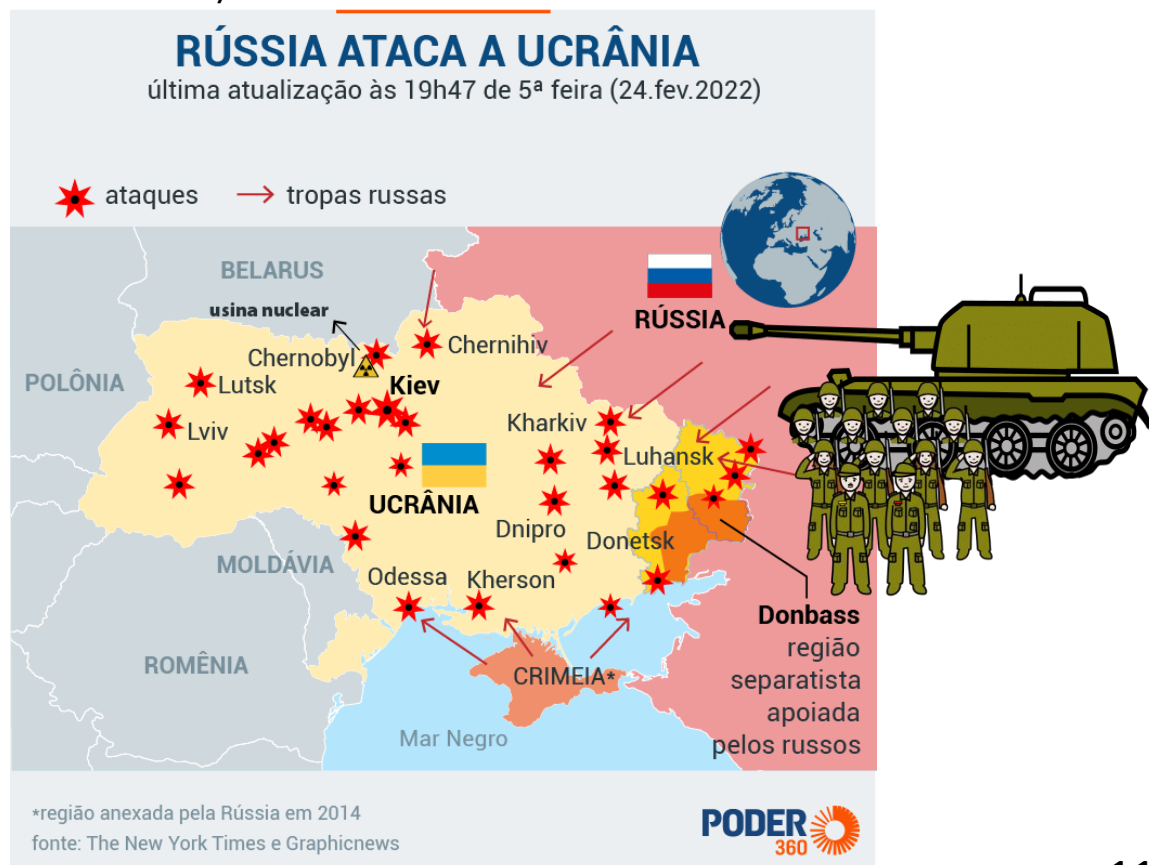 RÚSSIA ATACA A UCRÂNIA
última atualização às 19h47 de 5ª feira (24.fev.2022)
ataques
tropas russas
BELARUS
usina nuclear
RÚSSIA
Chernobyl
Chernihiv
POLÔNIA
Lutsk
Kiev
Lviv
Kharkiv
Luhansk
UCRÂNIA
Dnipro
Donetsk
MOLDÁVIA
Odessa
Kherson
Donbass
região
separatista
apoiada
pelos russos
ROMÊNIA
CRIMEIA*
Mar Negro
*região anexada pela Rússia em 2014
fonte: The New York Times e Graphicnews
PODER
360